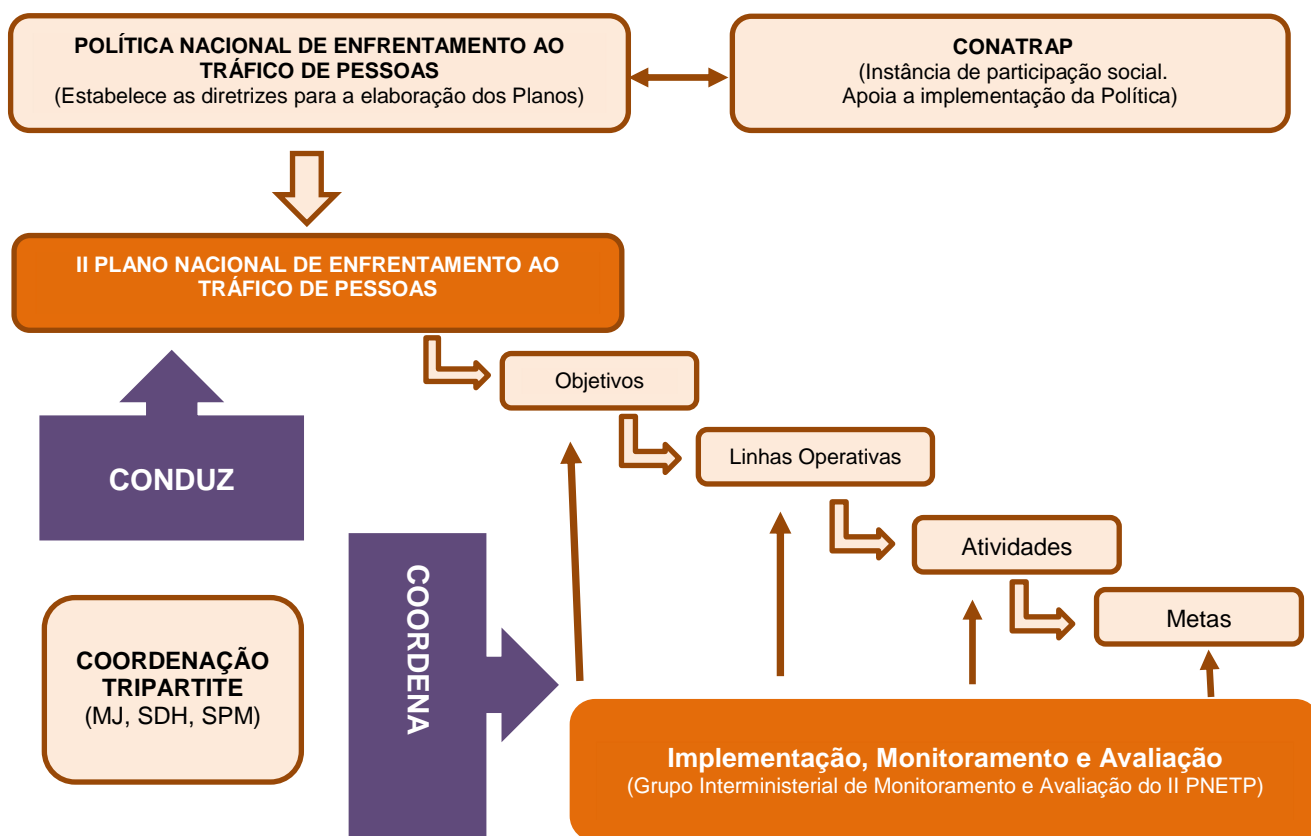 POLÍTICA NACIONAL DE ENFRENTAMENTO AO
TRÁFICO DE PESSOAS
(Estabelece as diretrizes para a elaboração dos Planos)
CONATRAP
(Instância de participação social.
Apoia a implementação da Política)
II PLANO NACIONAL DE ENFRENTAMENTO AO
TRÁFICO DE PESSOAS
Objetivos
Linhas Operativas
Atividades
Metas
CONDUZ
COORDENA
COORDENAÇÃO
TRIPARTITE
(MJ, SDH, SPM)
Implementação, Monitoramento e Avaliação
(Grupo Interministerial de Monitoramento e Avaliação do II PNETP)